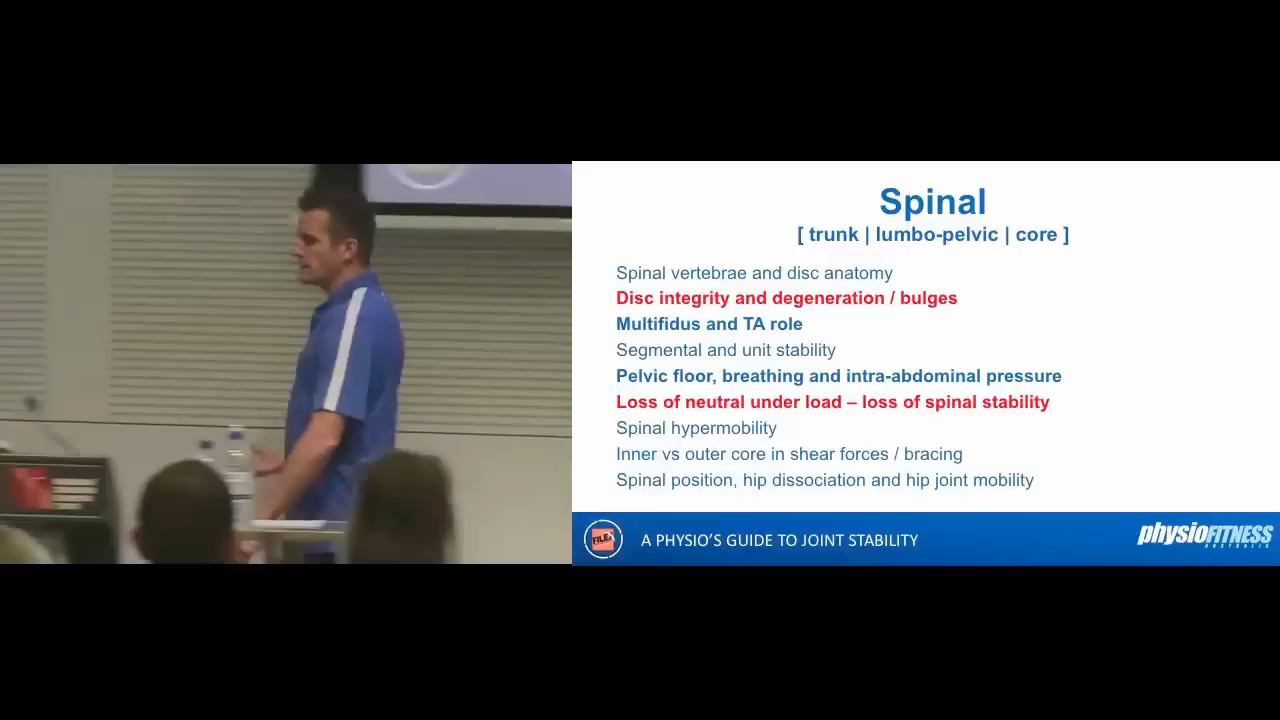 Spinal
[ trunk | lumbo-pelvic | core ]
Spinal vertebrae and disc anatomy
Disc integrity and degeneration / bulges
Multifidus and TA role
Segmental and unit stability
Pelvic floor, breathing and intra-abdominal pressure
Loss of neutral under load – loss of spinal stability
Spinal hypermobility
Inner vs outer core in shear forces / bracing
Spinal position, hip dissociation and hip joint mobility
FILEX
A PHYSIO'S GUIDE TO JOINT STABILITY
physioFITNESS
AUSTRALIA